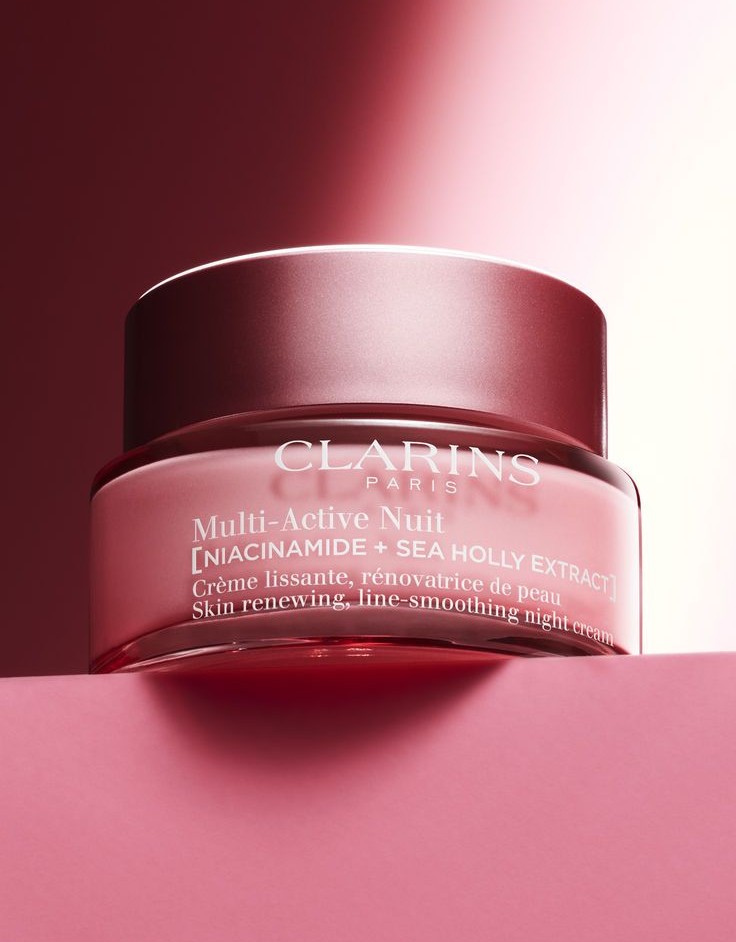 CLARINS
PARIS
Multi-Active Nuit
[NIACINAMIDE + SEA HOLLY EXTRACT]
Crème lissante, rénovatrice de peau
Skin renewing, line-smoothing night cream